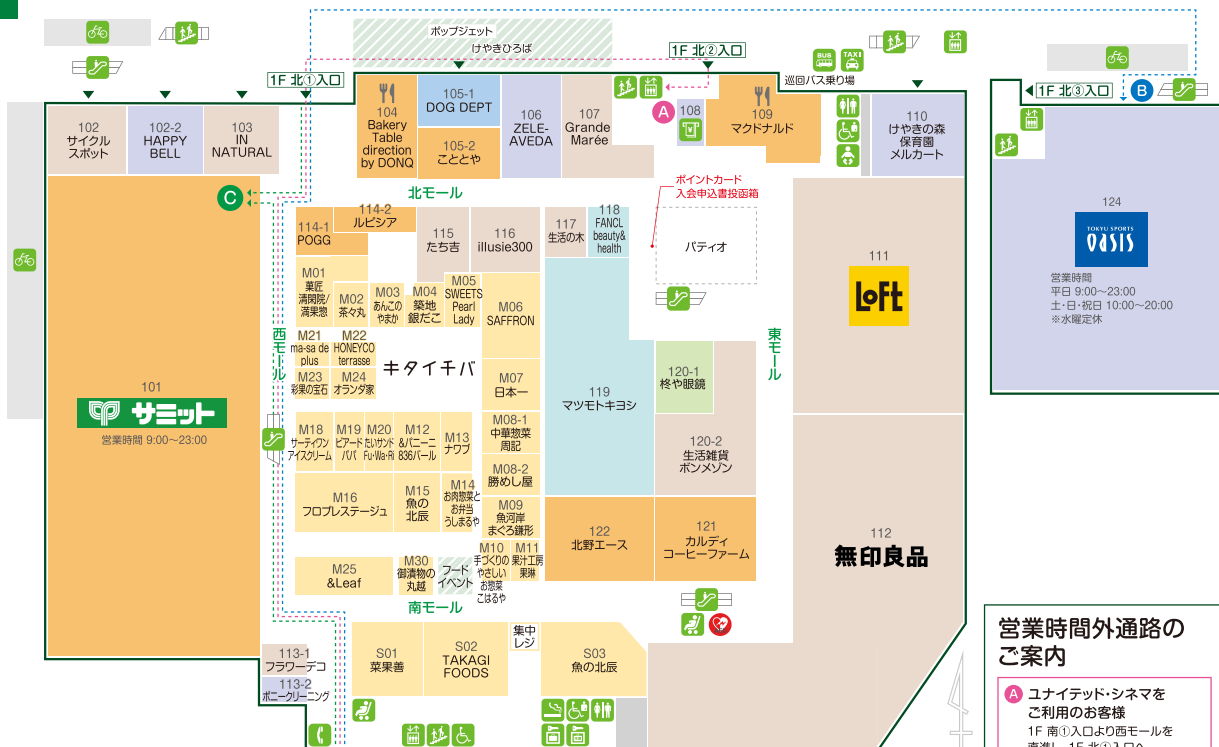 ポップジェット
けやきひろば
1F 北①入口
1F 北②入口
BUS
TAXI
巡回バス乗り場
1F 北③入口
B
102
サイクル
スポット
102-2
HAPPY
BELL
103
IN
NATURAL
104
Bakery
Table
direction
by DONQ
105-1
DOG DEPT
105-2
こととや
106
ZELE-
AVEDA
107
Grande
Marée
A
108
109
マクドナルド
110
けやきの森
保育園
メルカート
C
北モール
ポイントカード
入会申込書投函箱
パティオ
114-1
POGG
114-2
ルピシア
115
たち吉
116
illusie300
117
生活の木
118
FANCL
beauty&
health
111
LOFT
124
TOKYU SPORTS
OASIS
営業時間
平日 9:00〜23:00
土・日・祝日 10:00〜20:00
※水曜定休
M01
菓匠
清閑院/
満果惣
M02
茶々丸
M03
あんこの
やまか
M04
築地
銀だこ
M05
SWEETS
Pearl
Lady
M06
SAFFRON
西モール
東モール
M21
ma-sa de
plus
M22
HONEYCO
terrasse
キタイチバ
M23
彩果の宝石
M24
オランダ家
M07
日本一
119
マツモトキヨシ
120-1
柊や眼鏡
101
サミット
営業時間 9:00〜23:00
M18
サーティワン
アイスクリーム
M19
ビアード
パパ
M20
たいサンド
Fu・Wa・Ri
M12
&パニーニ
836バール
M13
ナワブ
M08-1
中華惣菜
周記
M08-2
勝めし屋
120-2
生活雑貨
ボンメゾン
M16
フロプレステージュ
M15
魚の
北辰
M14
お肉惣菜と
お弁当
うしまるや
M09
魚河岸
まぐろ鎌形
122
北野エース
121
カルディ
コーヒーファーム
112
無印良品
M25
&Leaf
M30
御漬物の
丸越
フード
イベント
M10
手づくりの
やさしい
お惣菜
こはるや
M11
果汁工房
果琳
南モール
113-1
フラワーデコ
113-2
ポニークリーニング
S01
菜果善
S02
TAKAGI
FOODS
集中
レジ
S03
魚の北辰
営業時間外通路の
ご案内
A ユナイテッド・シネマを
ご利用のお客様
1F 南①入口より西モールを
直進し、1F 北①入口へ